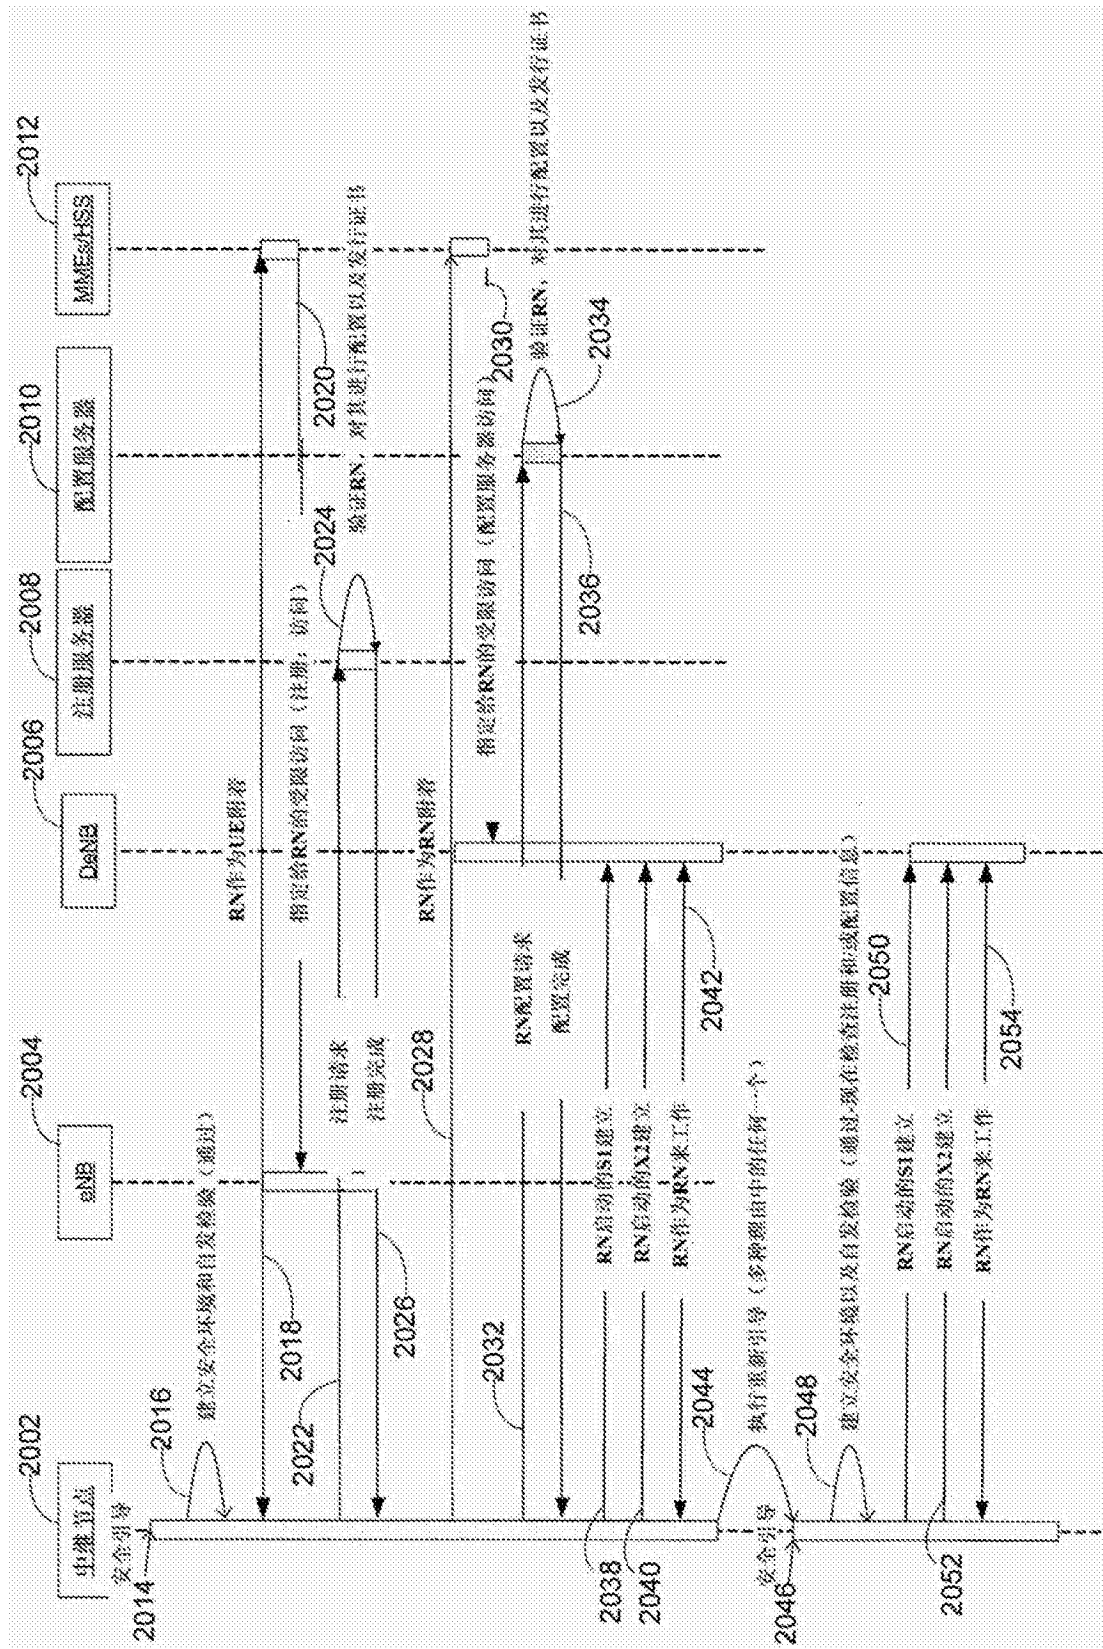 2002
中继节点
2004
eNB
2006
DeNB
2008
注册服务器
2010
配置服务器
2012
MMEs/HSS
2014
安全引导
2016
建立安全环境和自发检验（通过）
RN作为UE附着
2018
2020
指定给RN的受限访问（注册；访问）
2022
注册请求
2024
验证RN，对其进行配置以及发行证书
注册完成
2026
RN作为RN附着
2028
2030
指定给RN的受限访问（配置服务器访问）
2032
RN配置请求
2034
验证RN，对其进行配置以及发行证书
配置完成
2036
2038
RN启动的S1建立
2040
RN启动的X2建立
RN作为RN来工作
2042
2044
执行重新引导（多种理由中的任何一个）
2046
安全引导
2048
建立安全环境以及自发检验（通过-现在检查注册和/或配置信息）
RN启动的S1建立
2050
2052
RN启动的X2建立
RN作为RN来工作
2054